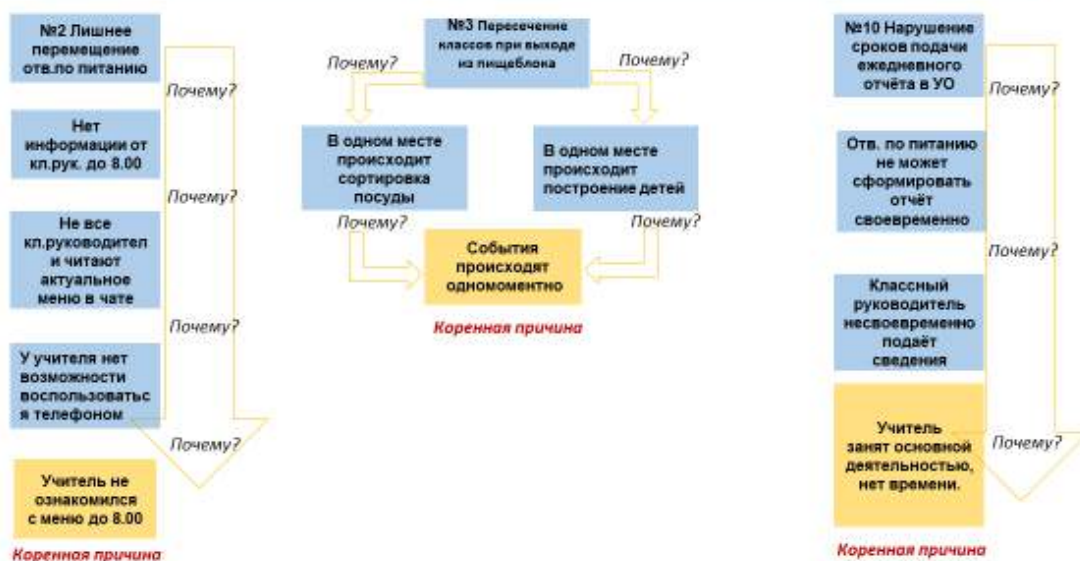 №2 Лишнее
перемещение
отв.по питанию
Почему?
Нет
информации от
кл.рук. до 8.00
Почему?
Не все
кл.руководител
и читают
актуальное
меню в чате
Почему?
У учителя нет
возможности
воспользоватьс
я телефоном
Почему?
Учитель не
ознакомился
с меню до 8.00
Коренная причина
№3 Пересечение
классов при выходе
из пищеблока
Почему?
Почему?
В одном месте
происходит
сортировка
посуды
В одном месте
происходит
построение детей
Почему?
Почему?
События
происходят
одномоментно
Коренная причина
№10 Нарушение
сроков подачи
ежедневного
отчёта в УО
Почему?
Отв. по питанию
не может
сформировать
отчёт
своевременно
Почему?
Классный
руководитель
несвоевременно
подаёт
сведения
Почему?
Учитель
занят основной
деятельностью,
нет времени.
Коренная причина